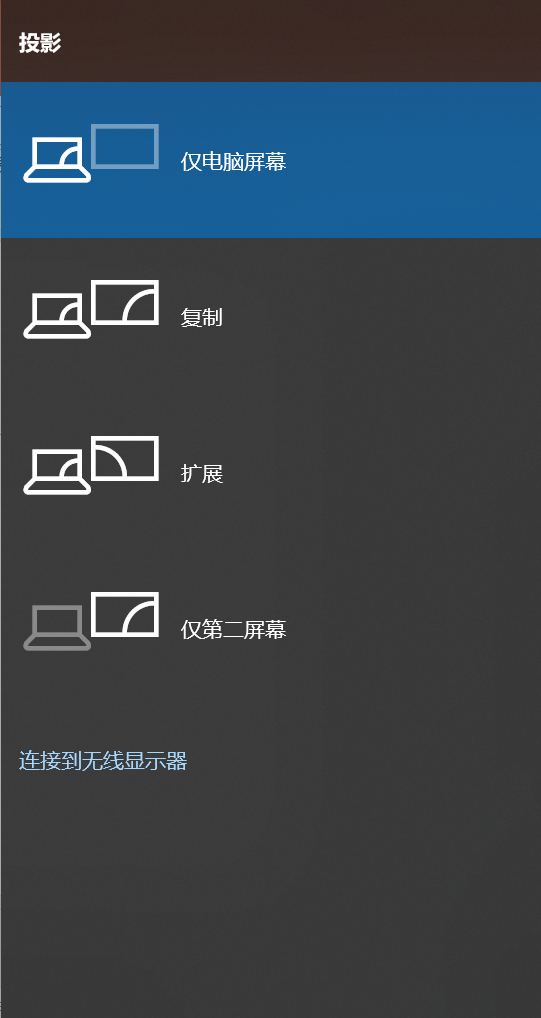 投影
仅电脑屏幕
复制
扩展
仅第二屏幕
连接到无线显示器